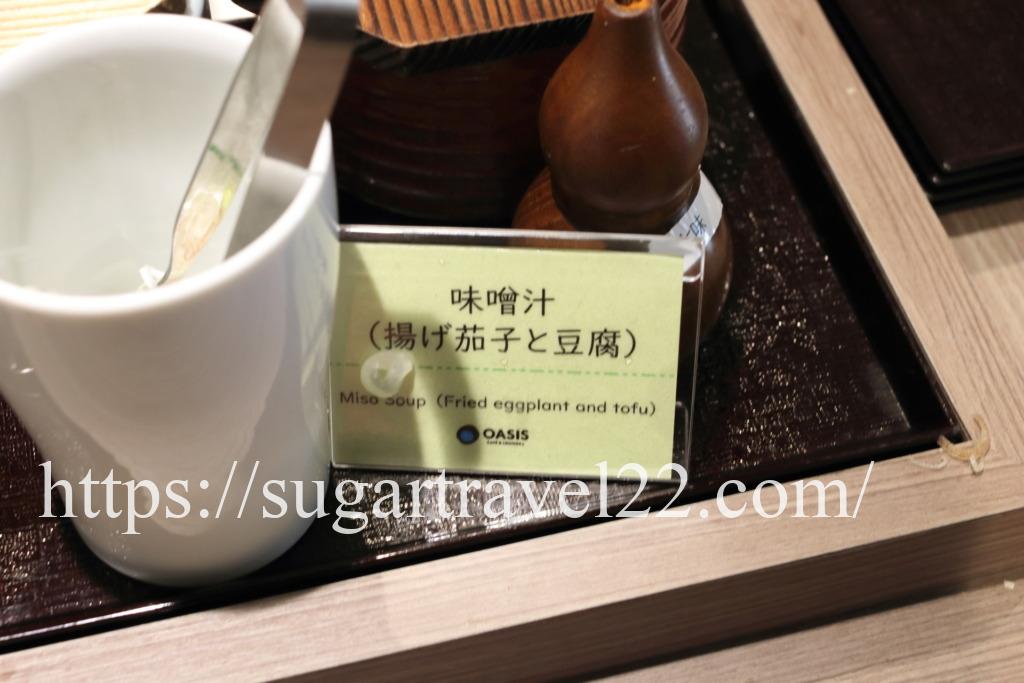 味噌汁
（揚げ茄子と豆腐）
Miso Soup（Fried eggplant and tofu）
OASIS
https://sugartravel22.com/